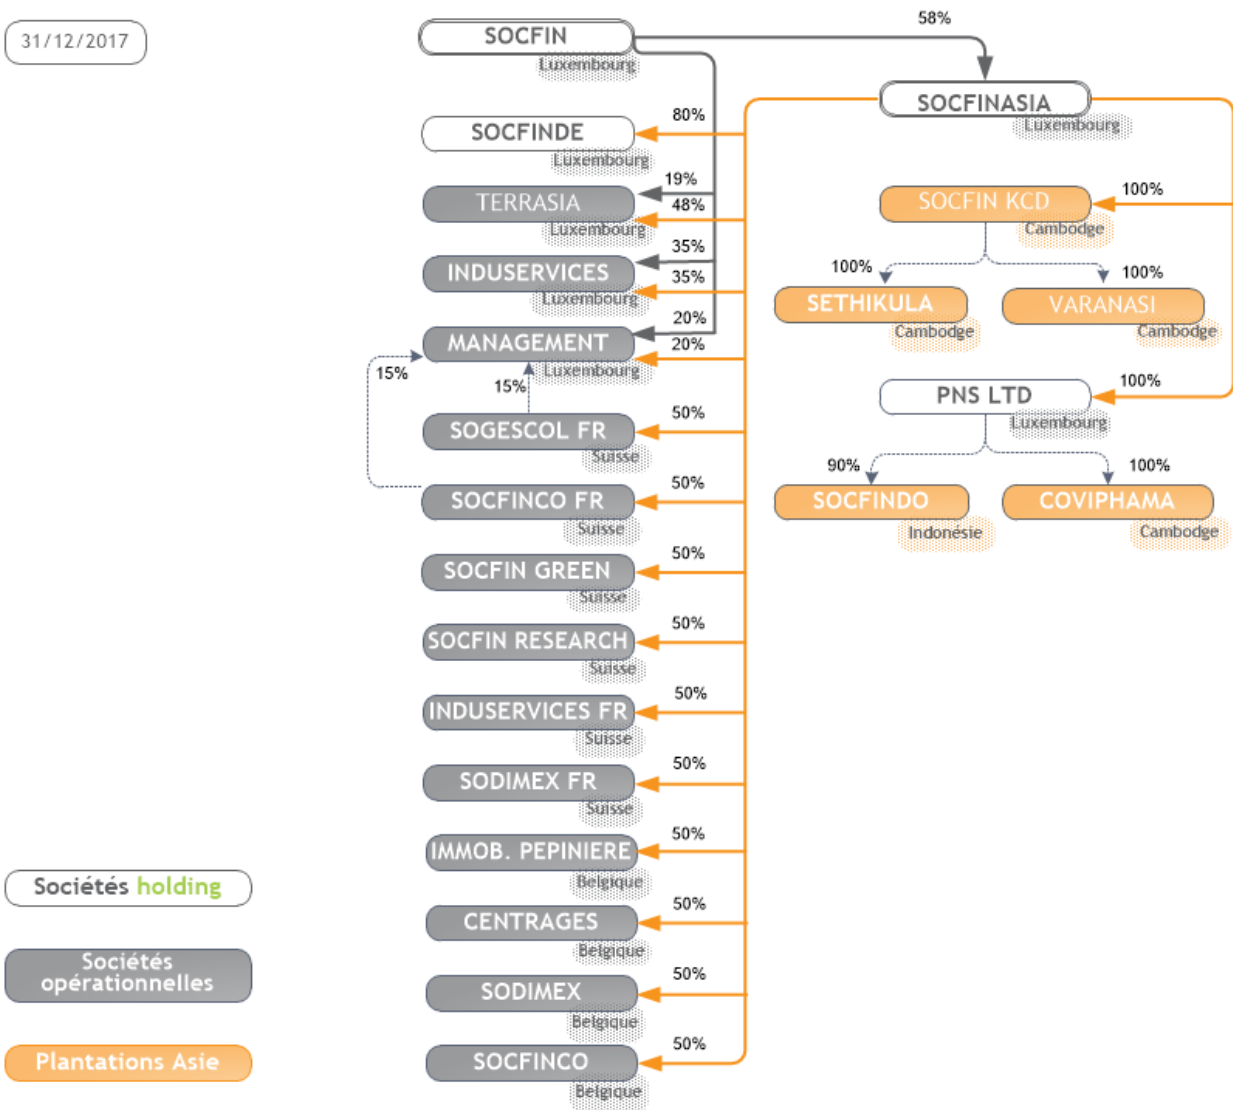 31/12/2017
SOCFIN
Luxembourg
58%
SOCFINASIA
Luxembourg
80%
SOCFINDE
Luxembourg
19%
TERRASIA
48%
Luxembourg
35%
INDUSERVICES
35%
Luxembourg
20%
MANAGEMENT
20%
Luxembourg
15%
15%
50%
SOGESCOL FR
Suisse
50%
SOCFINCO FR
Suisse
50%
SOCFIN GREEN
Suisse
50%
SOCFIN RESEARCH
Suisse
50%
INDUSERVICES FR
Suisse
50%
SODIMEX FR
Suisse
50%
IMMOB. PEPINIERE
Belgique
50%
CENTRAGES
Belgique
50%
SODIMEX
Belgique
50%
SOCFINCO
Belgique
100%
SOCFIN KCD
Cambodge
100%
100%
SETHIKULA
VARANASI
Cambodge
Cambodge
100%
PNS LTD
Luxembourg
90%
100%
SOCFINDO
COVIPHAMA
Indonésie
Cambodge
Sociétés holding
Sociétés
opérationnelles
Plantations Asie